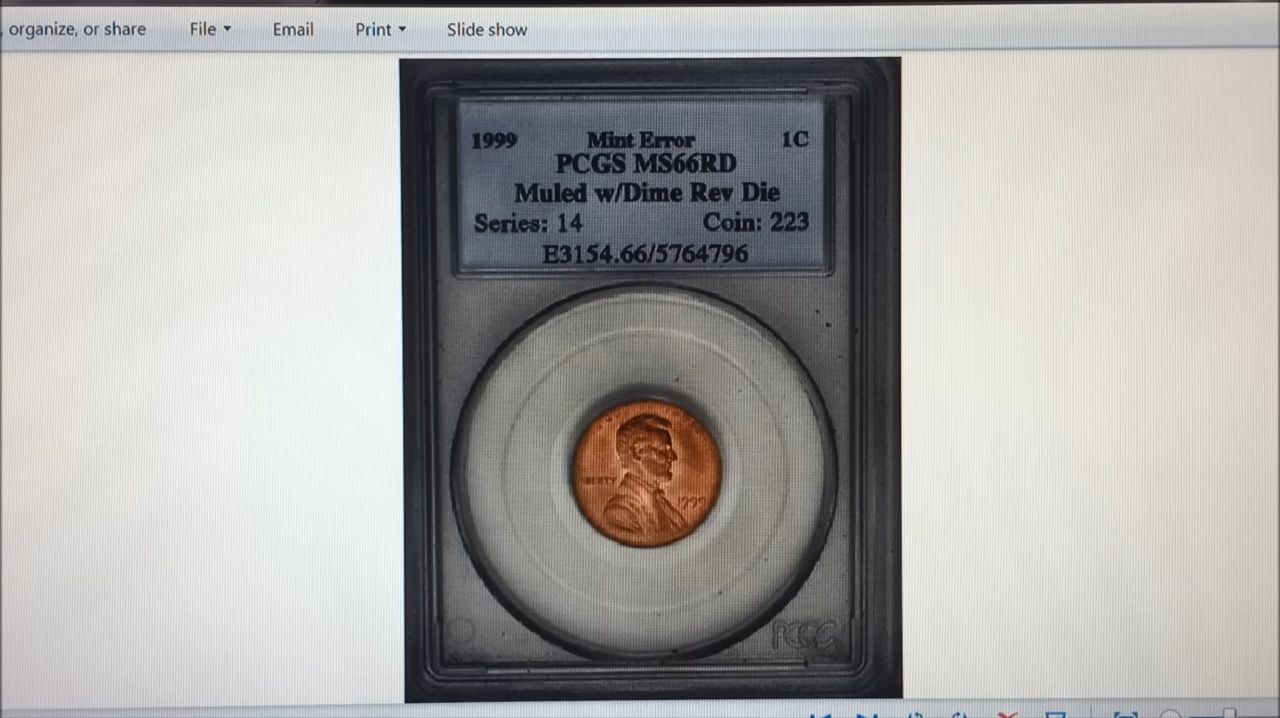 , organize, or share File Email Print Slide show
1999 Mint Error 1C
PCGS MS66RD
Muled w/Dime Rev Die
Series: 14 Coin: 223
E3154.66/5764796
LIBERTY
1999
PCGS